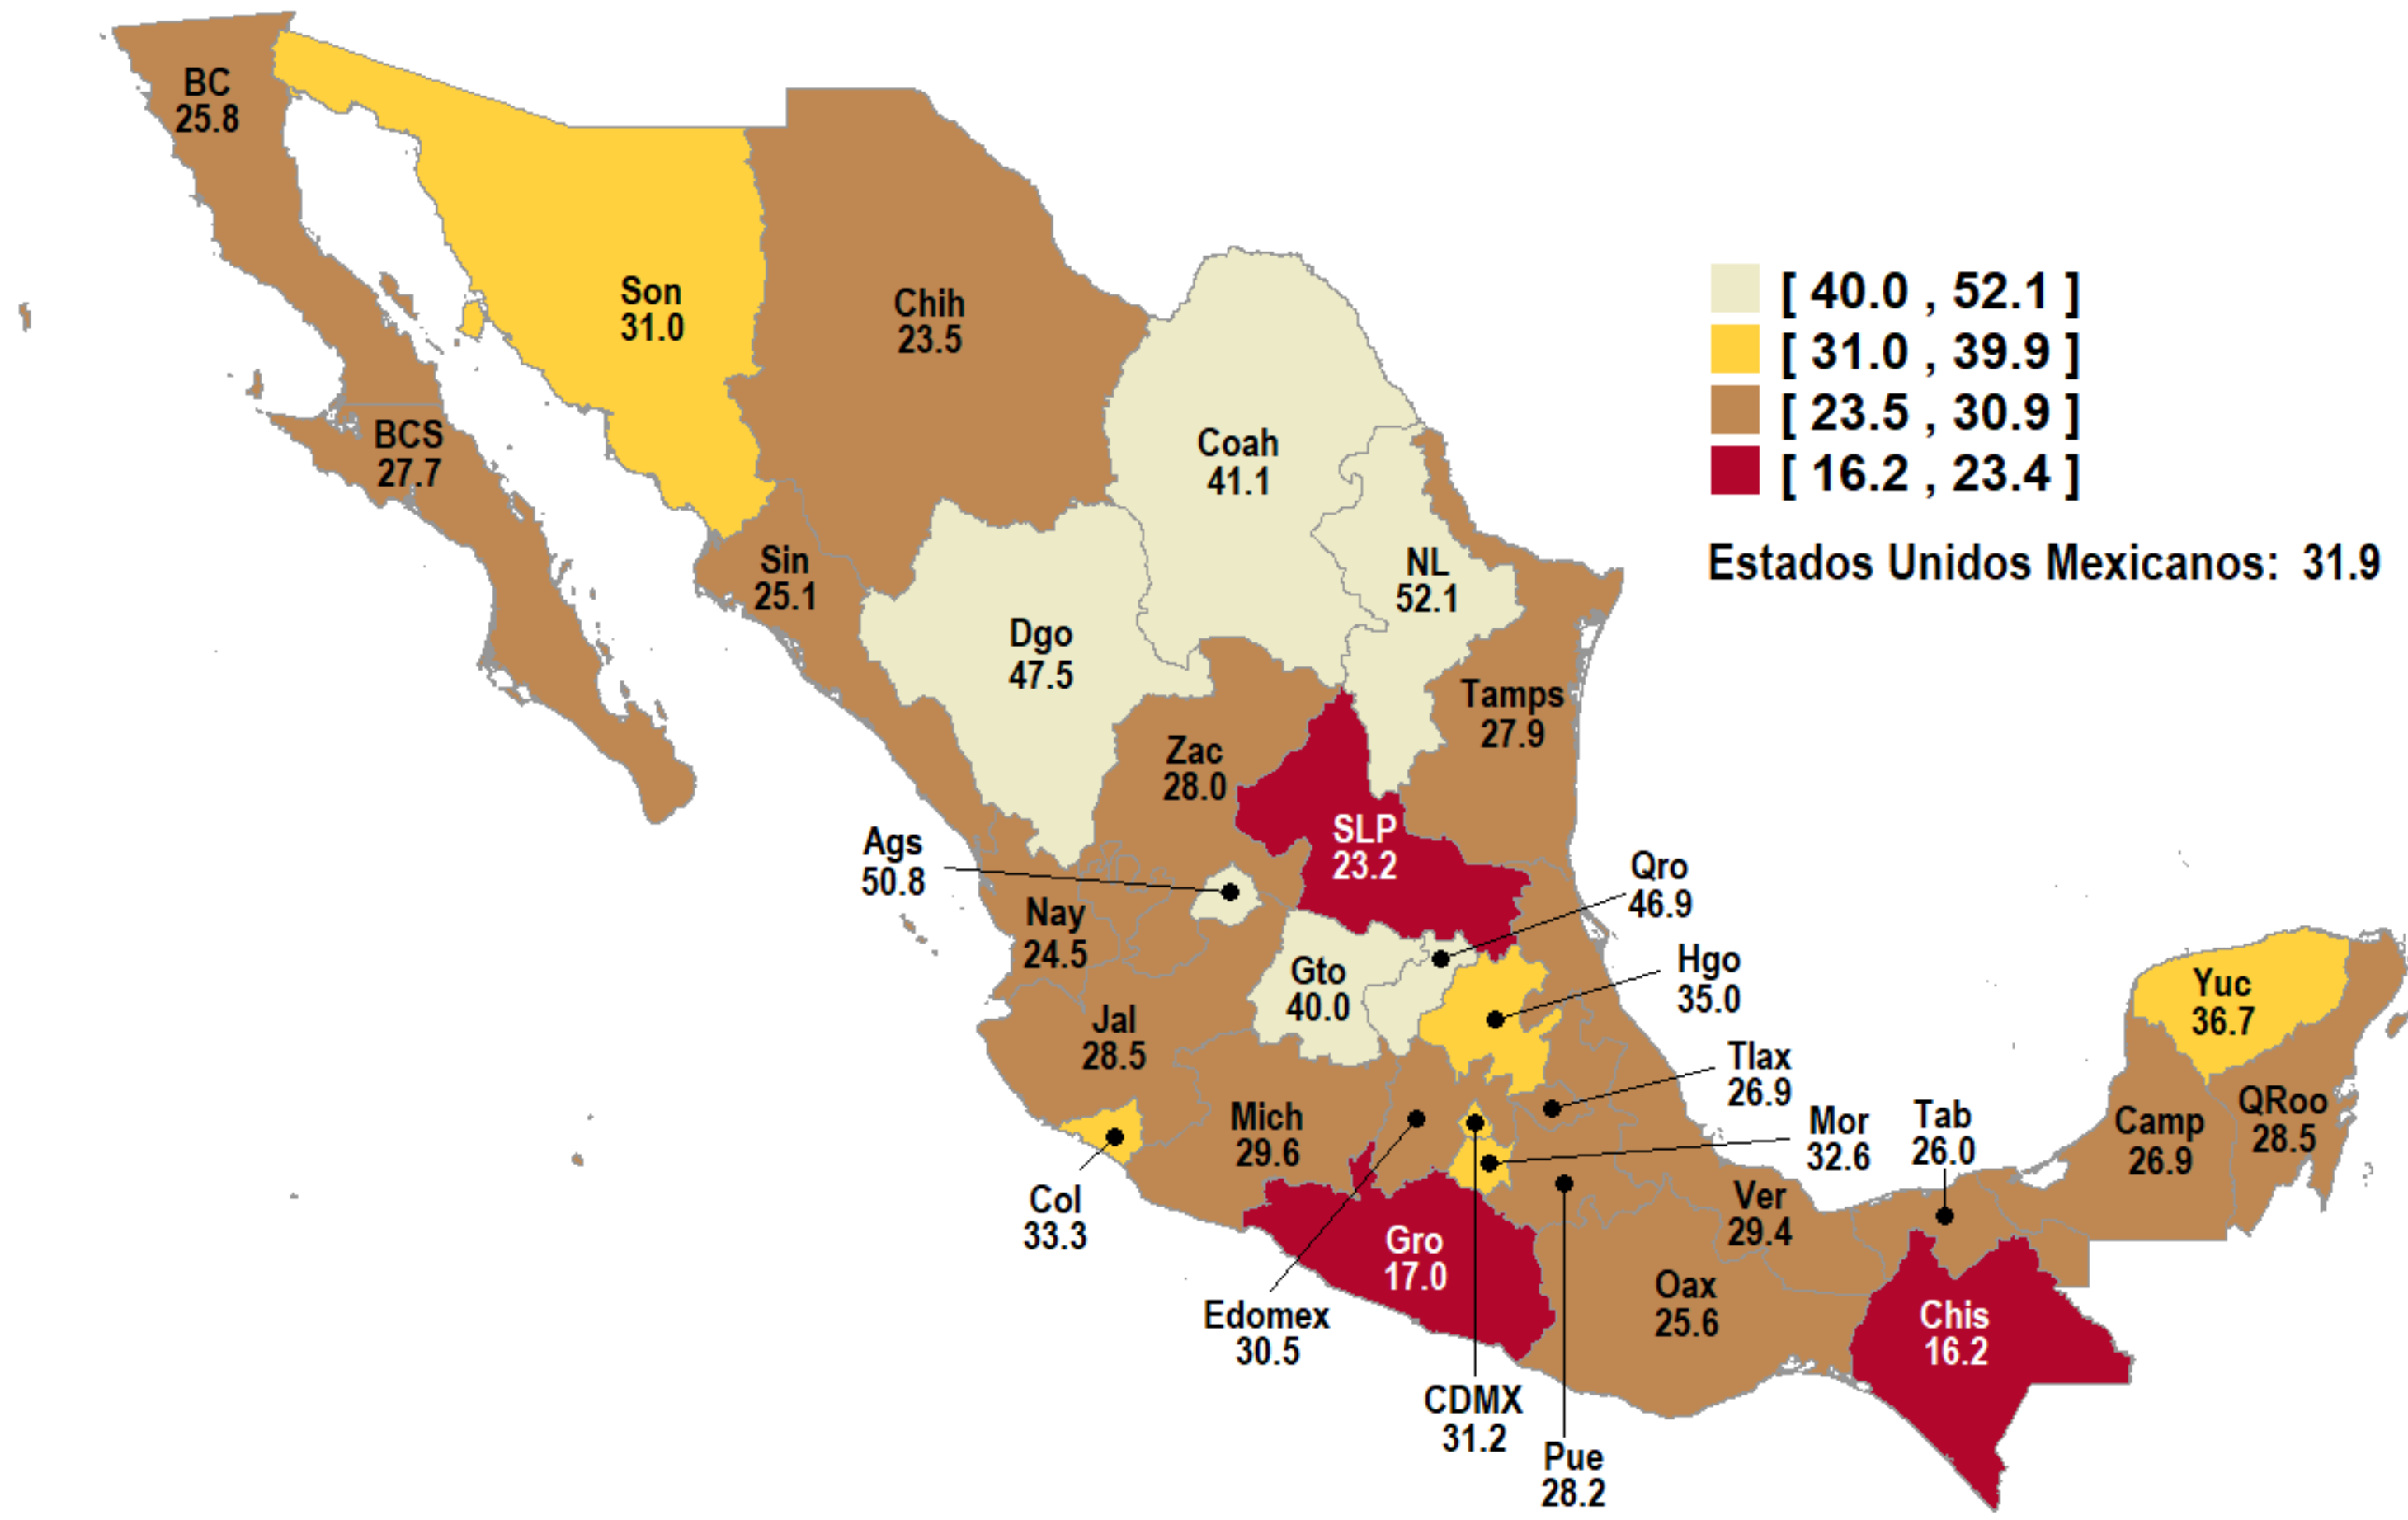 BC
25.8
Son
31.0
Chih
23.5
[ 40.0 , 52.1 ]
[ 31.0 , 39.9 ]
[ 23.5 , 30.9 ]
[ 16.2 , 23.4 ]
Estados Unidos Mexicanos: 31.9
BCS
27.7
Coah
41.1
Sin
25.1
NL
52.1
Dgo
47.5
Tamps
27.9
Zac
28.0
SLP
23.2
Ags
50.8
Qro
46.9
Nay
24.5
Gto
40.0
Hgo
35.0
Yuc
36.7
Jal
28.5
Tlax
26.9
Mich
29.6
Mor
32.6
Tab
26.0
Camp
26.9
QRoo
28.5
Col
33.3
Ver
29.4
Gro
17.0
Oax
25.6
Chis
16.2
Edomex
30.5
CDMX
31.2
Pue
28.2